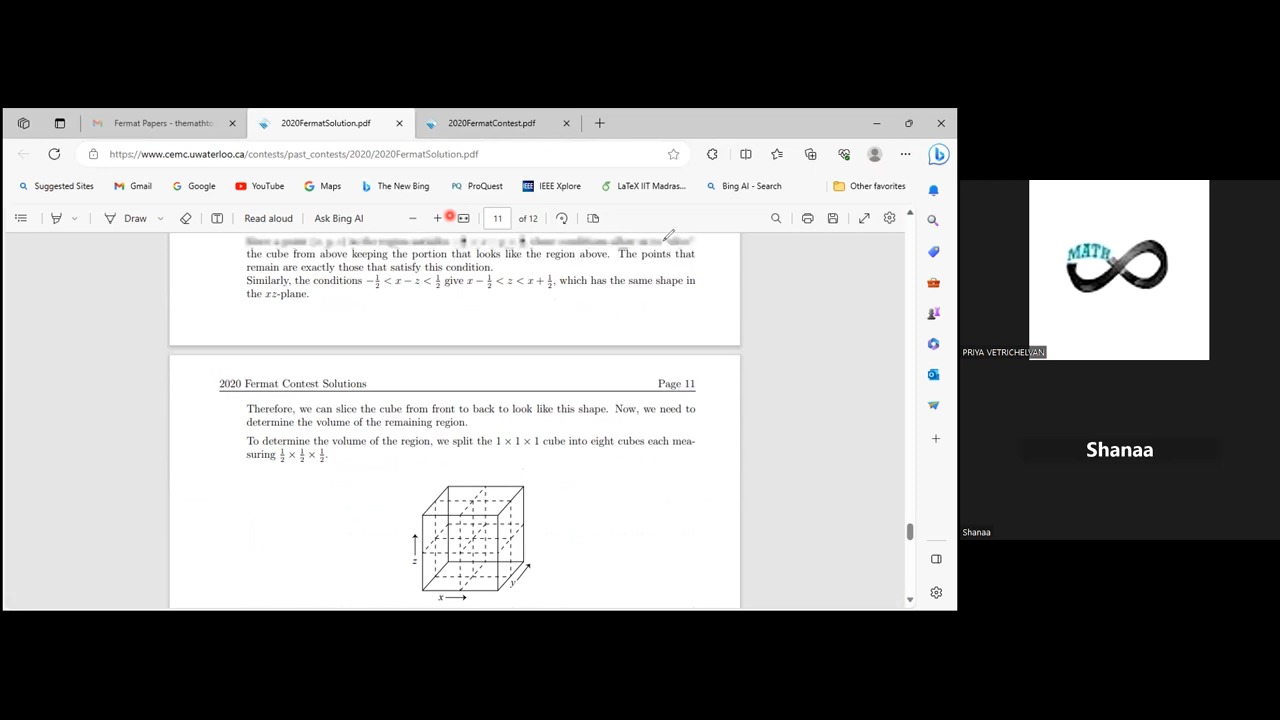 Fermat Papers - themathto
2020FermatSolution.pdf
2020FermatContest.pdf
https://www.cemc.uwaterloo.ca/contests/past_contests/2020/2020FermatSolution.pdf
Suggested Sites
Gmail
Google
YouTube
Maps
The New Bing
PQ ProQuest
IEEE IEEE Xplore
LaTeX IIT Madras...
Bing AI - Search
Other favorites
Draw
Read aloud
Ask Bing AI
11 of 12
the cube from above keeping the portion that looks like the region above. The points that
remain are exactly those that satisfy this condition.
Similarly, the conditions −1/2 < x − z < 1/2 give x − 1/2 < z < x + 1/2, which has the same shape in
the xz-plane.
2020 Fermat Contest Solutions Page 11
Therefore, we can slice the cube from front to back to look like this shape. Now, we need to
determine the volume of the remaining region.
To determine the volume of the region, we split the 1 × 1 × 1 cube into eight cubes each mea-
suring 1/2 × 1/2 × 1/2.
z
x
y
MATH
PRIYA VETRICHELVAN
Shanaa
Shanaa